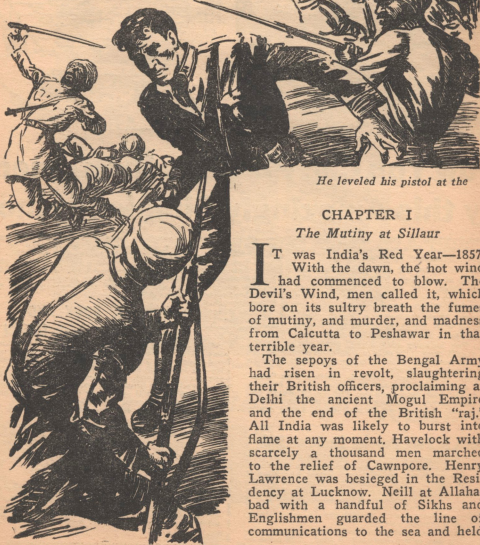 He leveled his pistol at the
CHAPTER I
The Mutiny at Sillaur
IT was India's Red Year—1857
With the dawn, the hot wind
had commenced to blow. The
Devil's Wind, men called it, which
bore on its sultry breath the fumes
of mutiny, and murder, and madness
from Calcutta to Peshawar in that
terrible year.
The sepoys of the Bengal Army
had risen in revolt, slaughtering
their British officers, proclaiming a
Delhi the ancient Mogul Empire
and the end of the British "raj."
All India was likely to burst into
flame at any moment. Havelock with
scarcely a thousand men marched
to the relief of Cawnpore. Henry
Lawrence was besieged in the Resi-
dency at Lucknow. Neill at Allaha-
bad with a handful of Sikhs and
Englishmen guarded the line of
communications to the sea and held